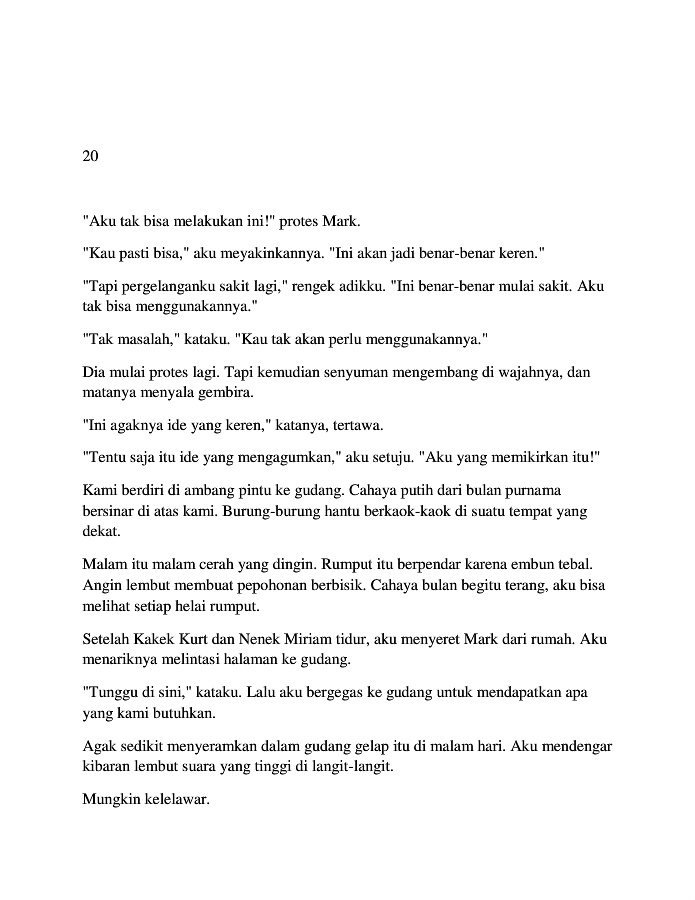 20
"Aku tak bisa melakukan ini!" protes Mark.
"Kau pasti bisa," aku meyakinkannya. "Ini akan jadi benar-benar keren."
"Tapi pergelanganku sakit lagi," rengek adikku. "Ini benar-benar mulai sakit. Aku
tak bisa menggunakannya."
"Tak masalah," kataku. "Kau tak akan perlu menggunakannya."
Dia mulai protes lagi. Tapi kemudian senyuman mengembang di wajahnya, dan
matanya menyala gembira.
"Ini agaknya ide yang keren," katanya, tertawa.
"Tentu saja itu ide yang mengagumkan," aku setuju. "Aku yang memikirkan itu!"
Kami berdiri di ambang pintu ke gudang. Cahaya putih dari bulan purnama
bersinar di atas kami. Burung-burung hantu berkaok-kaok di suatu tempat yang
dekat.
Malam itu malam cerah yang dingin. Rumput itu berpendar karena embun tebal.
Angin lembut membuat pepohonan berbisik. Cahaya bulan begitu terang, aku bisa
melihat setiap helai rumput.
Setelah Kakek Kurt dan Nenek Miriam tidur, aku menyeret Mark dari rumah. Aku
menariknya melintasi halaman ke gudang.
"Tunggu di sini," kataku. Lalu aku bergegas ke gudang untuk mendapatkan apa
yang kami butuhkan.
Agak sedikit menyeramkan dalam gudang gelap itu di malam hari. Aku mendengar
kibaran lembut suara yang tinggi di langit-langit.
Mungkin kelelawar.